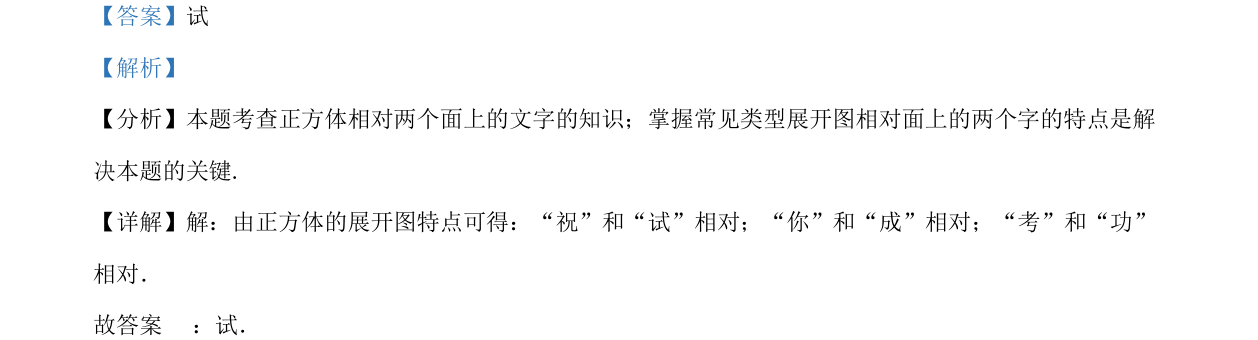 【答案】试
【解析】
【分析】本题考查正方体相对两个面上的文字的知识；掌握常见类型展开图相对面上的两个字的特点是解
决本题的关键.
【详解】解：由正方体的展开图特点可得：“祝”和“试”相对；“你”和“成”相对；“考”和“功”
相对．
故答案　：试．